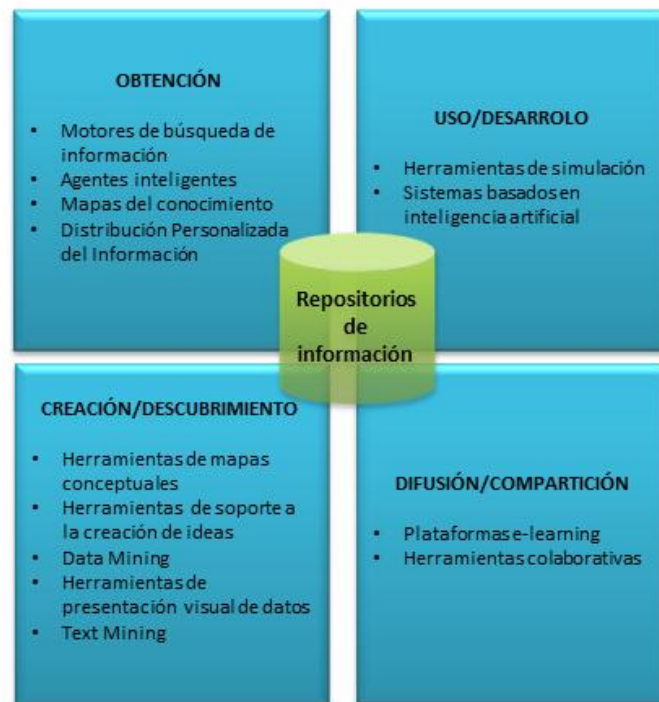 OBTENCIÓN
• Motores de búsqueda de
información
• Agentes inteligentes
• Mapas del conocimiento
• Distribución Personalizada
del Información
USO/DESARROLO
• Herramientas de simulación
• Sistemas basados en
inteligencia artificial
Repositorios
de
información
CREACIÓN/DESCUBRIMIENTO
• Herramientas de mapas
conceptuales
• Herramientas de soporte a
la creación de ideas
• Data Mining
• Herramientas de
presentación visual de datos
• Text Mining
DIFUSIÓN/COMPARTICIÓN
• Plataformas e-learning
• Herramientas colaborativas